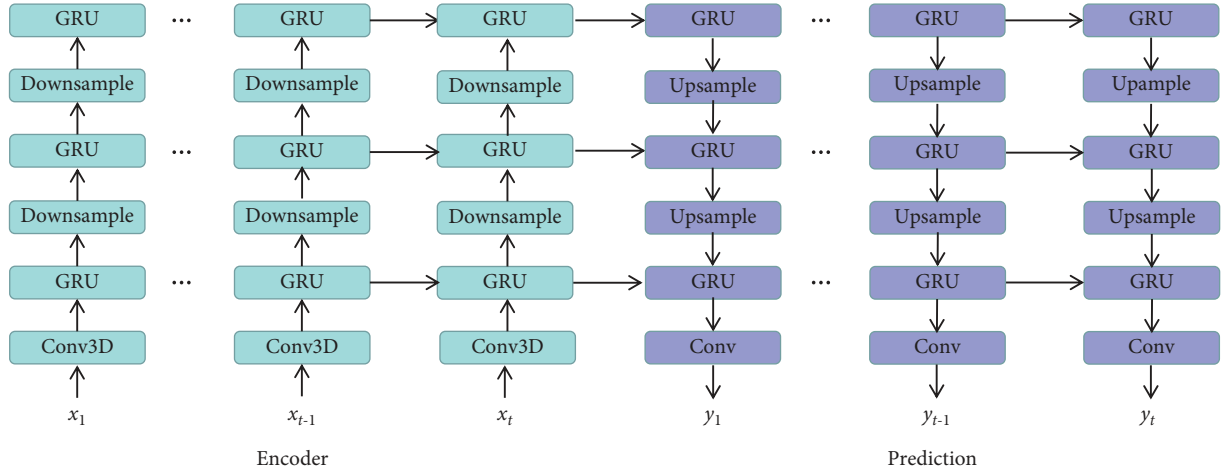 GRU ... GRU GRU GRU ... GRU GRU
Downsample Downsample Downsample Upsample Upsample Upample
GRU ... GRU GRU GRU ... GRU GRU
Downsample Downsample Downsample Upsample Upsample Upsample
GRU ... GRU GRU GRU ... GRU GRU
Conv3D Conv3D Conv3D Conv Conv Conv
x1 xt-1 xt y1 yt-1 yt
Encoder Prediction